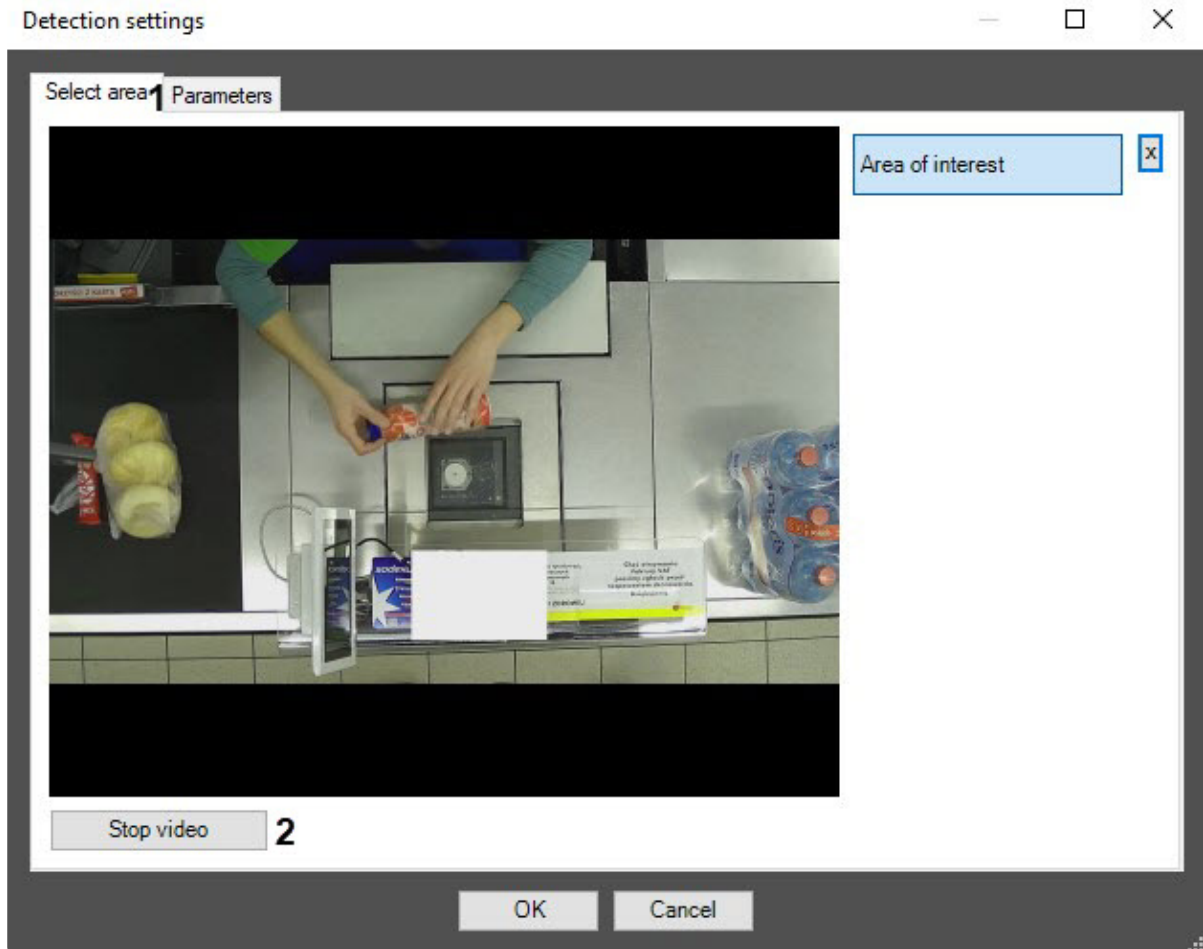 Detection settings
Select area
1
Parameters
Area of interest
x
Stop video
2
OK
Cancel